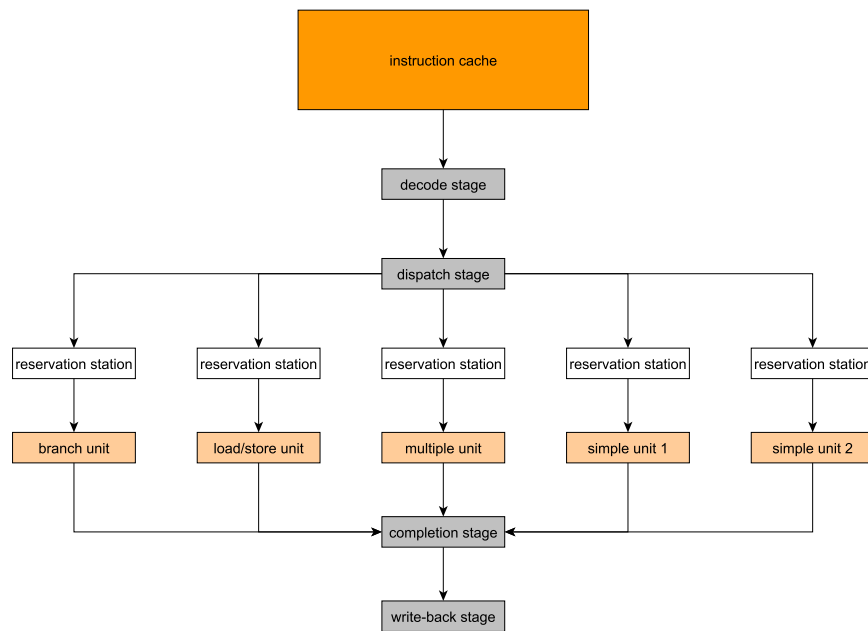 instruction cache
decode stage
dispatch stage
reservation station
reservation station
reservation station
reservation station
reservation station
branch unit
load/store unit
multiple unit
simple unit 1
simple unit 2
completion stage
write-back stage